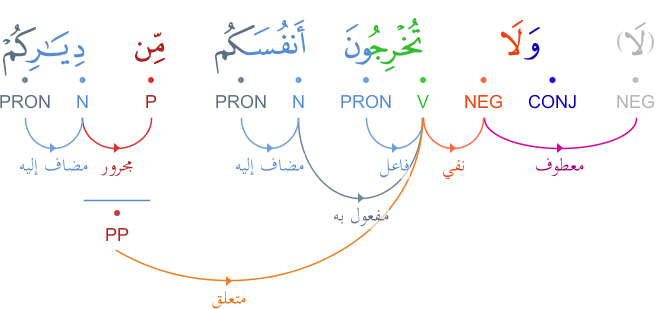 (لَا) وَلَا تُخْرِجُونَ أَنفُسَكُم مِّن دِيَـٰرِكُمْ
NEG CONJ NEG V PRON N PRON P N PRON
معطوف نفي فاعل مضاف إليه مجرور مضاف إليه
مفعول به
PP
متعلق